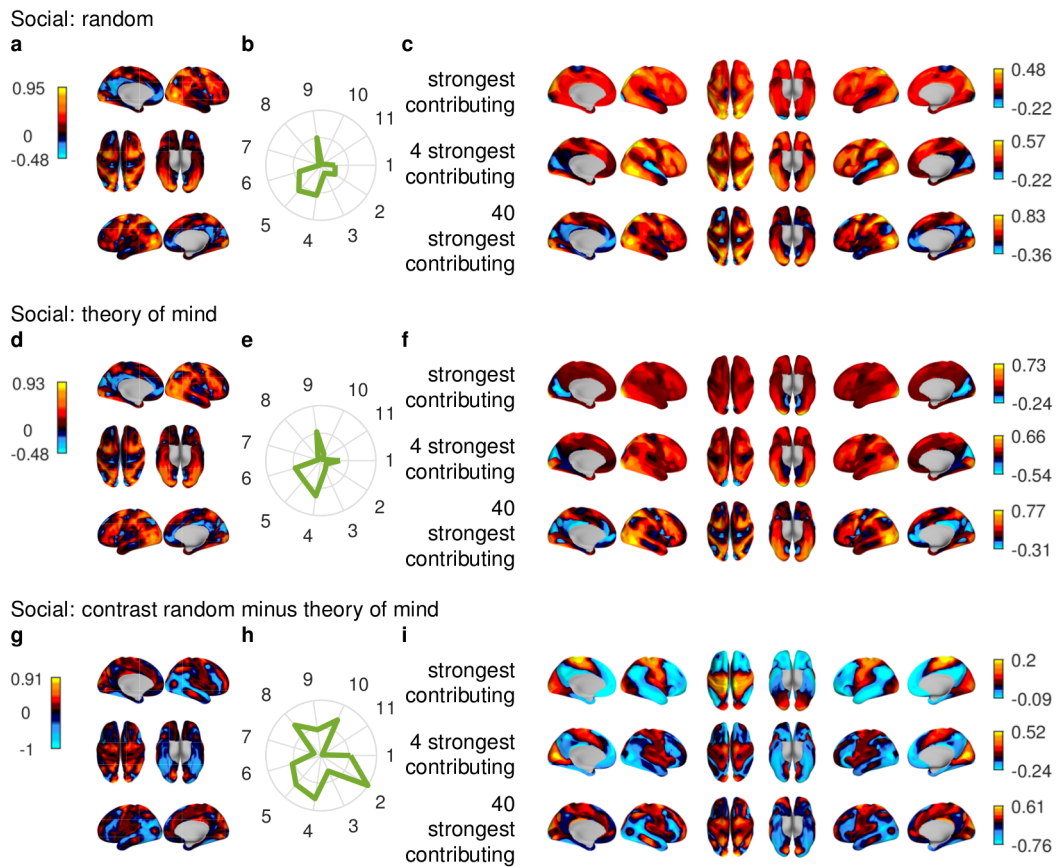 Social: random
a
b
c
0.95
0
-0.48
9
10
8
11
7
1
6
2
5
4
3
strongest
contributing
4 strongest
contributing
40
strongest
contributing
0.48
-0.22
0.57
-0.22
0.83
-0.36
Social: theory of mind
d
e
f
0.93
0
-0.48
9
10
8
11
7
1
6
2
5
4
3
strongest
contributing
4 strongest
contributing
40
strongest
contributing
0.73
-0.24
0.66
-0.54
0.77
-0.31
Social: contrast random minus theory of mind
g
h
i
0.91
0
-1
9
10
8
11
7
1
6
2
5
4
3
strongest
contributing
4 strongest
contributing
40
strongest
contributing
0.2
-0.09
0.52
-0.24
0.61
-0.76